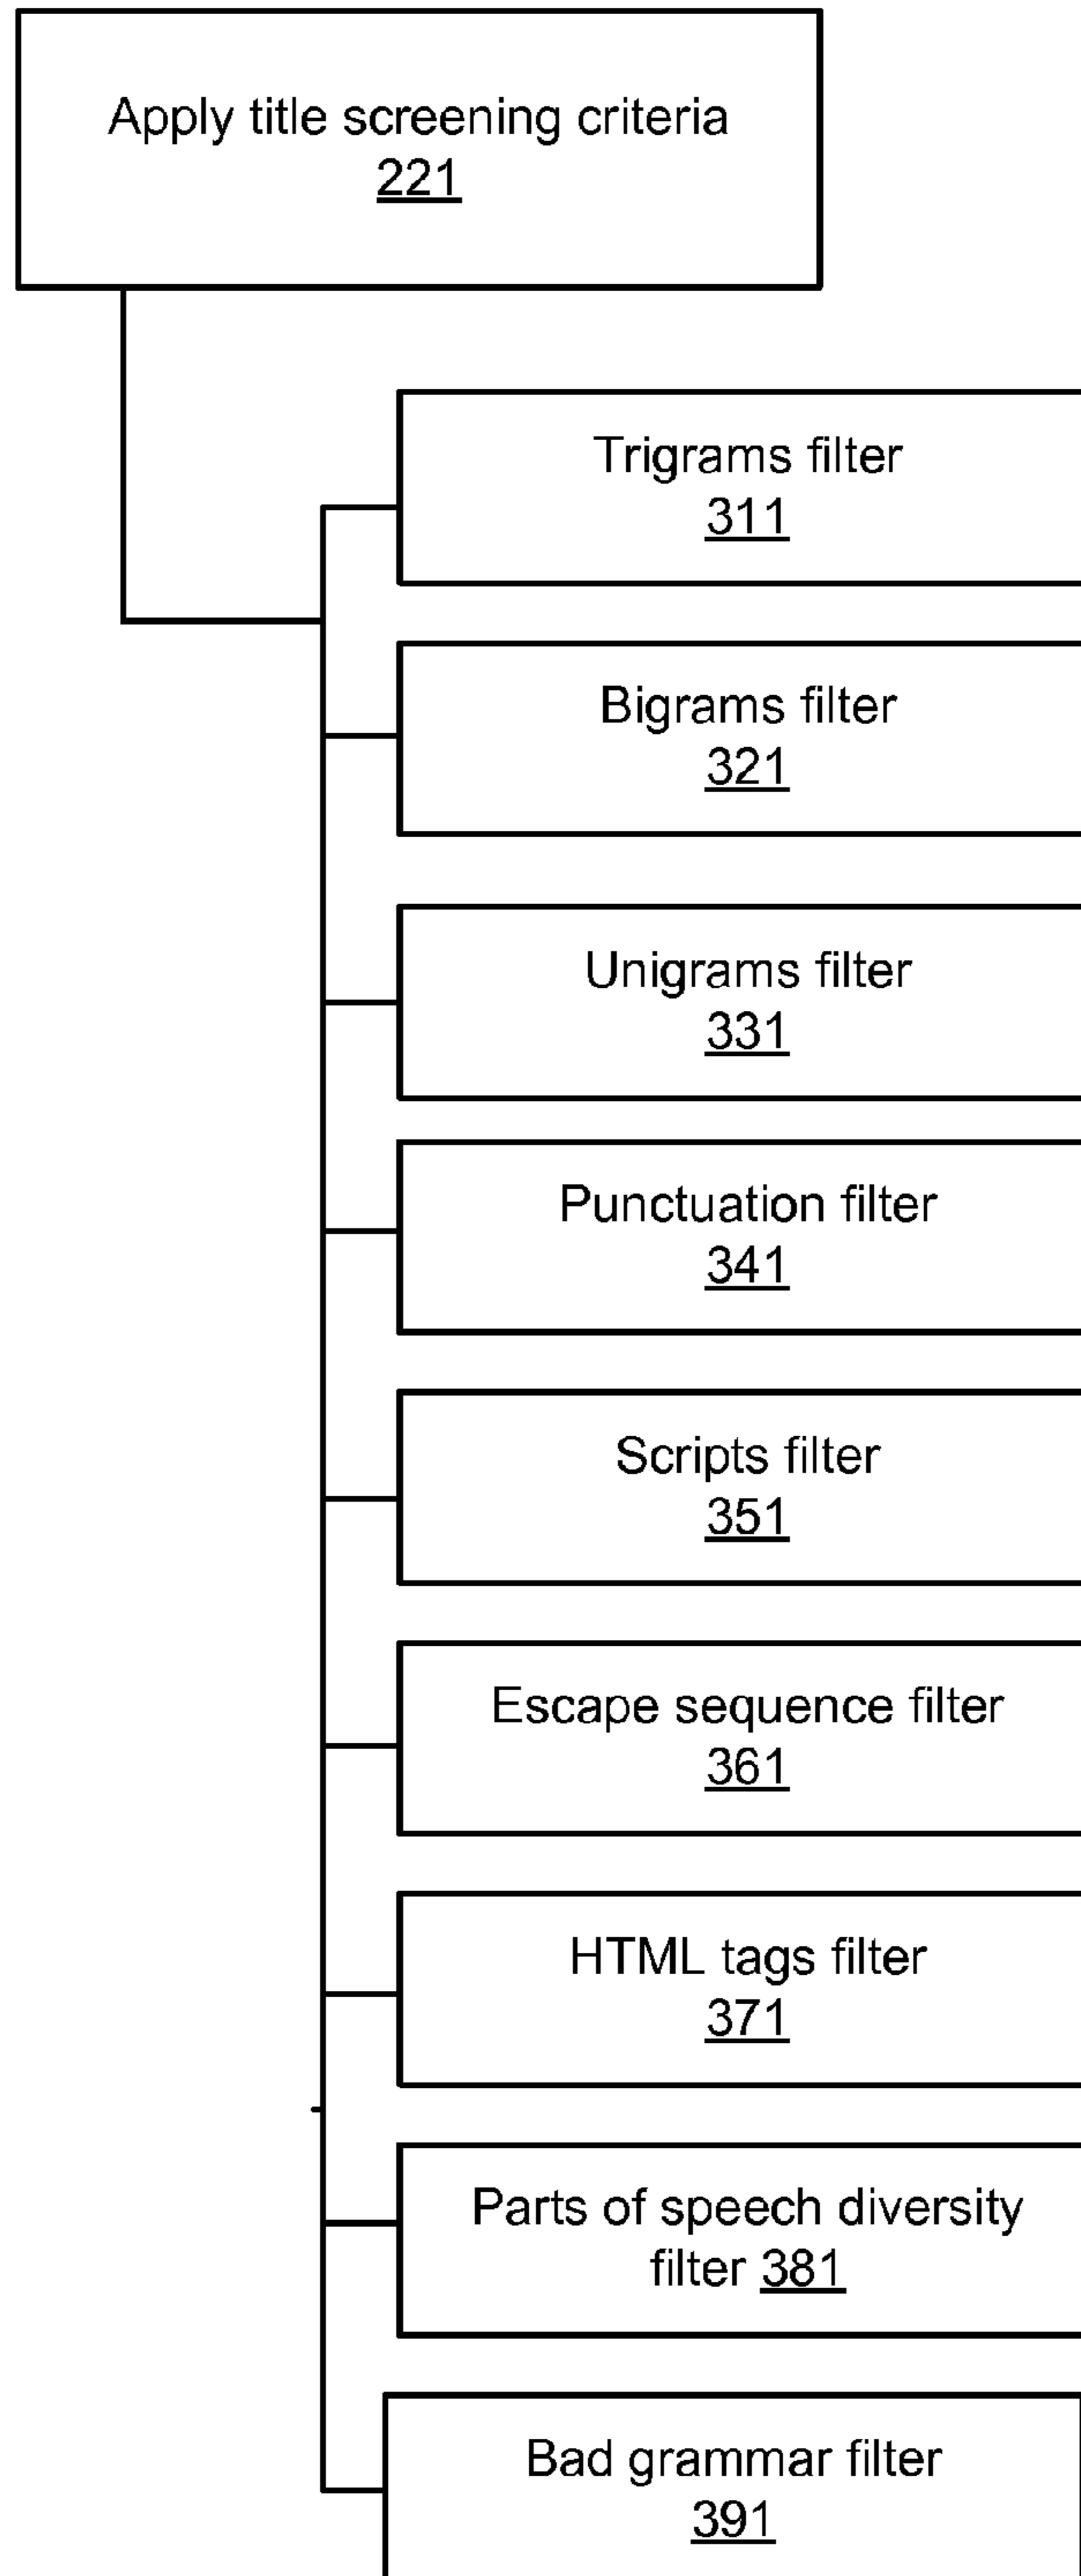 Apply title screening criteria
221
Trigrams filter
311
Bigrams filter
321
Unigrams filter
331
Punctuation filter
341
Scripts filter
351
Escape sequence filter
361
HTML tags filter
371
Parts of speech diversity
filter 381
Bad grammar filter
391